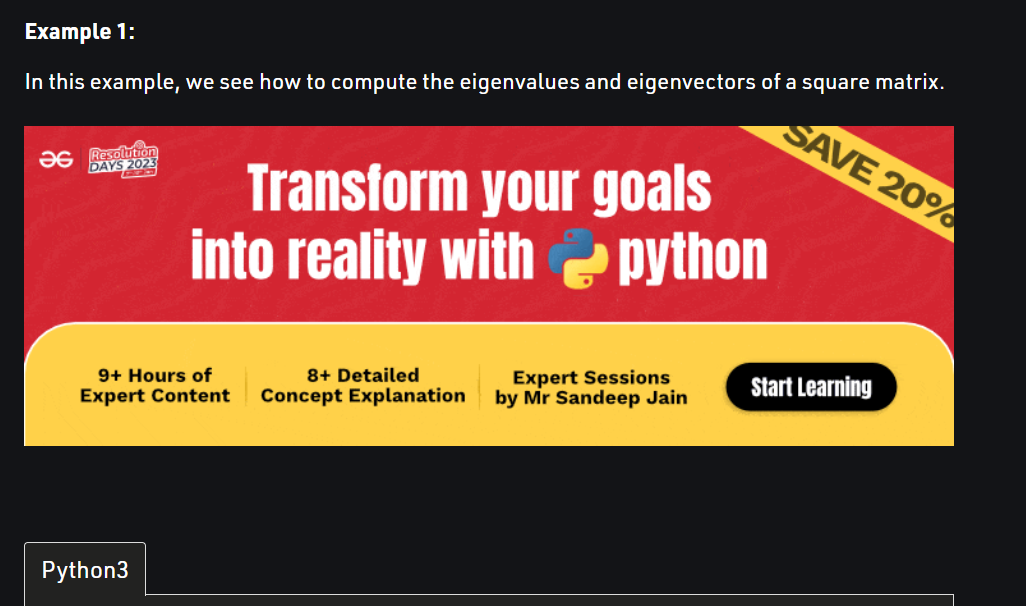 Example 1:
In this example, we see how to compute the eigenvalues and eigenvectors of a square matrix.
Resolution
DAYS 2023
SAVE 20%
Transform your goals
into reality with python
9+ Hours of
Expert Content
8+ Detailed
Concept Explanation
Expert Sessions
by Mr Sandeep Jain
Start Learning
Python3